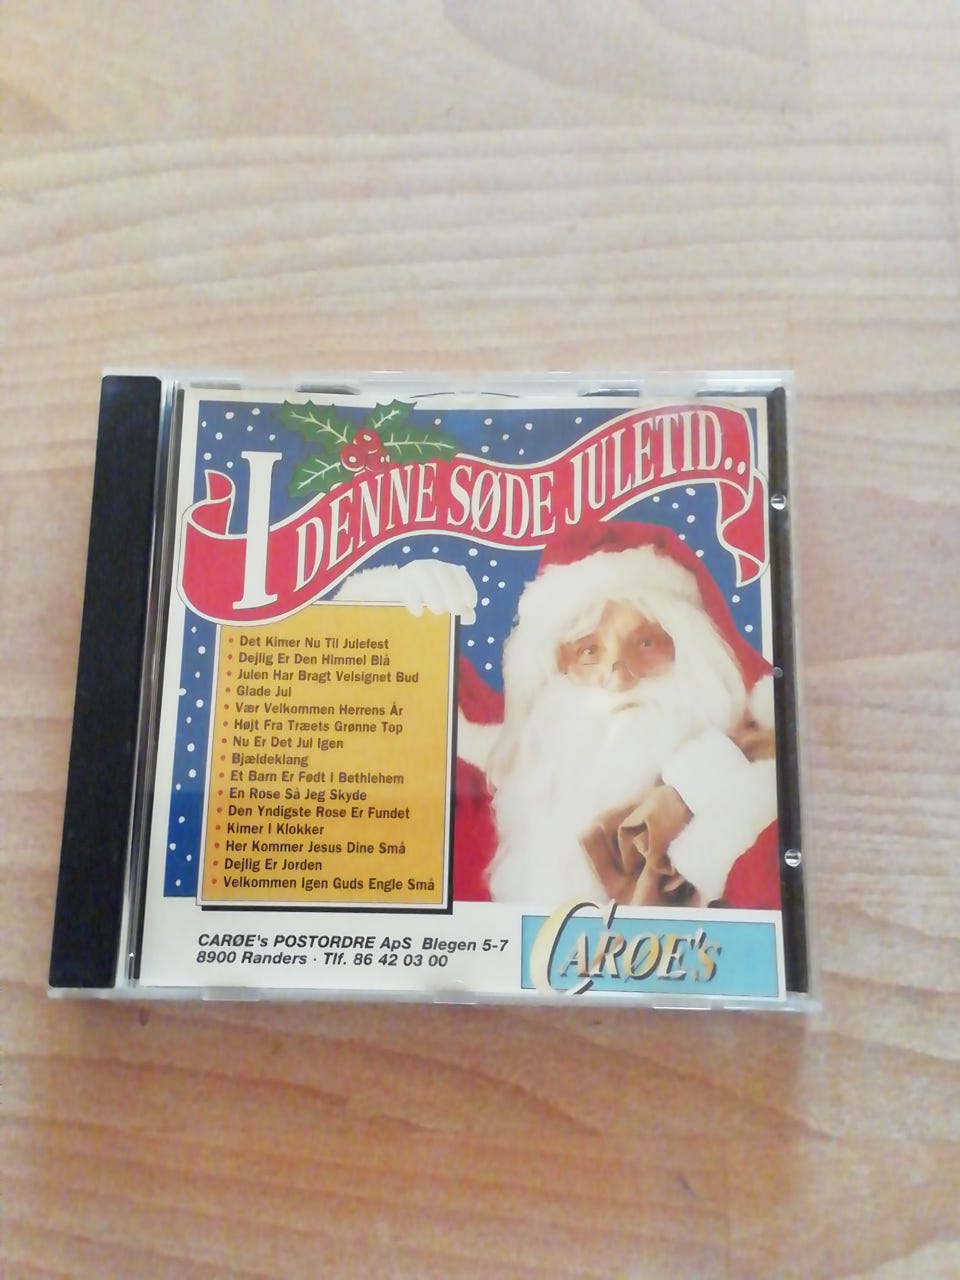 I DENNE SØDE JULETID..
• Det Kimer Nu Til Julefest
• Dejlig Er Den Himmel Blå
• Julen Har Bragt Velsignet Bud
• Glade Jul
• Vær Velkommen Herrens År
• Højt Fra Træets Grønne Top
• Nu Er Det Jul Igen
• Bjældeklang
• Et Barn Er Født I Bethlehem
• En Rose Så Jeg Skyde
• Den Yndigste Rose Er Fundet
• Kimer I Klokker
• Her Kommer Jesus Dine Små
• Dejlig Er Jorden
• Velkommen Igen Guds Engle Små
CARØE's POSTORDRE ApS Blegen 5-7
8900 Randers · Tlf. 86 42 03 00
CARØE's